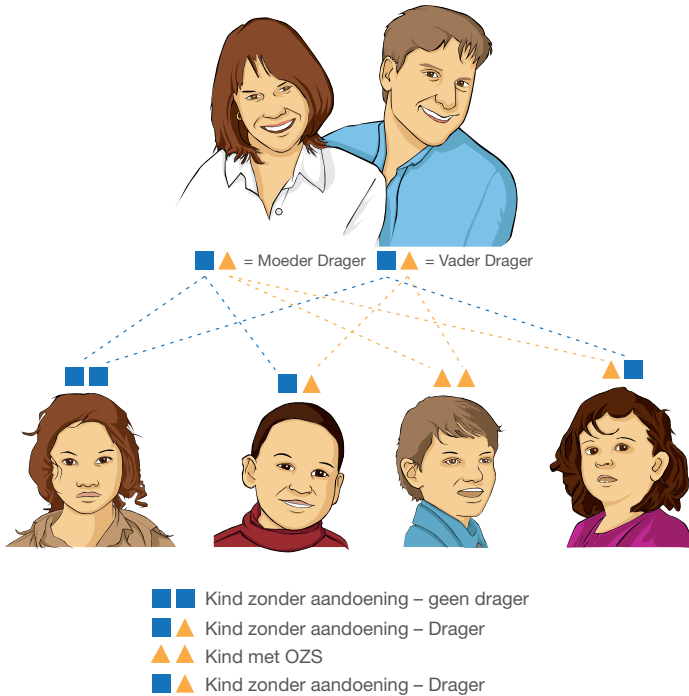 = Moeder Drager = Vader Drager
Kind zonder aandoening – geen drager
Kind zonder aandoening – Drager
Kind met OZS
Kind zonder aandoening – Drager